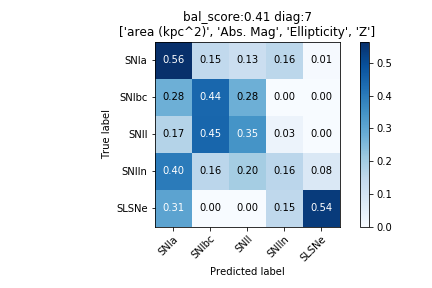 bal_score:0.41 diag:7
['area (kpc^2)', 'Abs. Mag', 'Ellipticity', 'Z']
True label
SNIa 0.56 0.15 0.13 0.16 0.01
SNIbc 0.28 0.44 0.28 0.00 0.00
SNII 0.17 0.45 0.35 0.03 0.00
SNIIn 0.40 0.16 0.20 0.16 0.08
SLSNe 0.31 0.00 0.00 0.15 0.54
SNIa SNIbc SNII SNIIn SLSNe
Predicted label
0.5
0.4
0.3
0.2
0.1
0.0